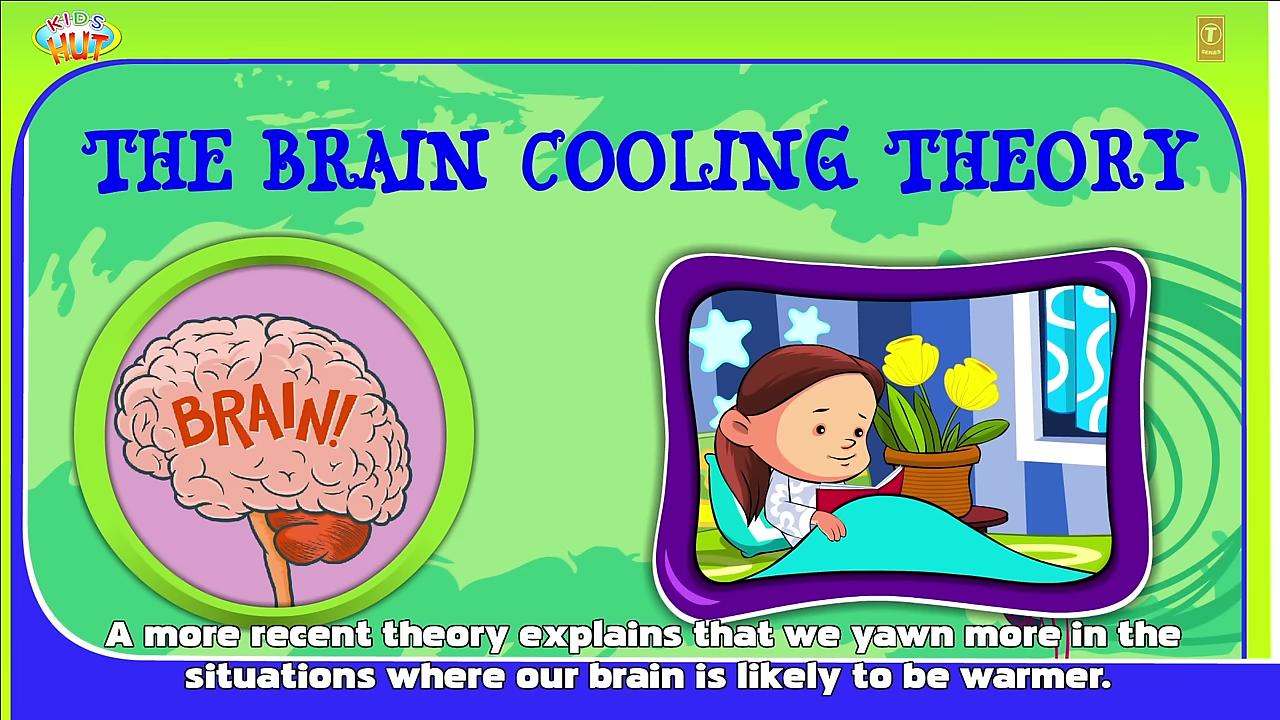 KIDS
HUT
T
SERIES
THE BRAIN COOLING THEORY
BRAIN!
A more recent theory explains that we yawn more in the
situations where our brain is likely to be warmer.